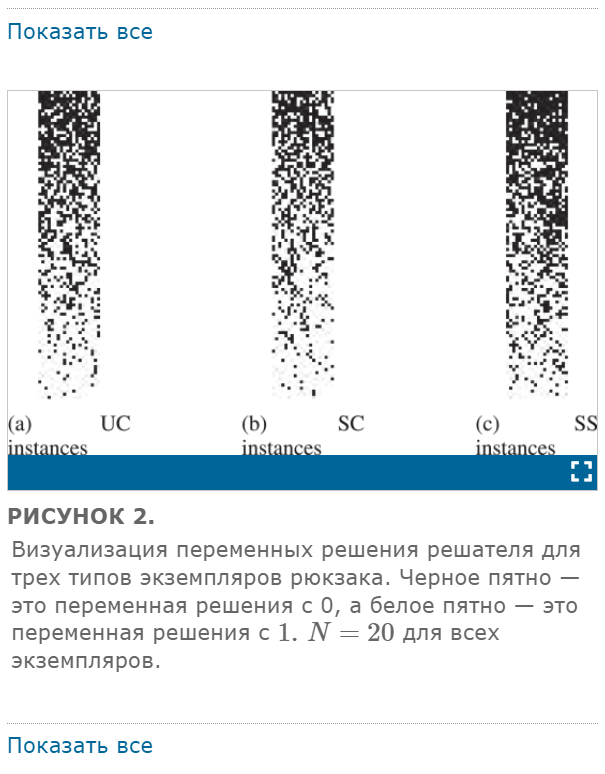 Показать все
(a) UC
instances
(b) SC
instances
(c) SS
instances
РИСУНОК 2.
Визуализация переменных решения решателя для
трех типов экземпляров рюкзака. Черное пятно —
это переменная решения с 0, а белое пятно — это
переменная решения с 1. N = 20 для всех
экземпляров.
Показать все